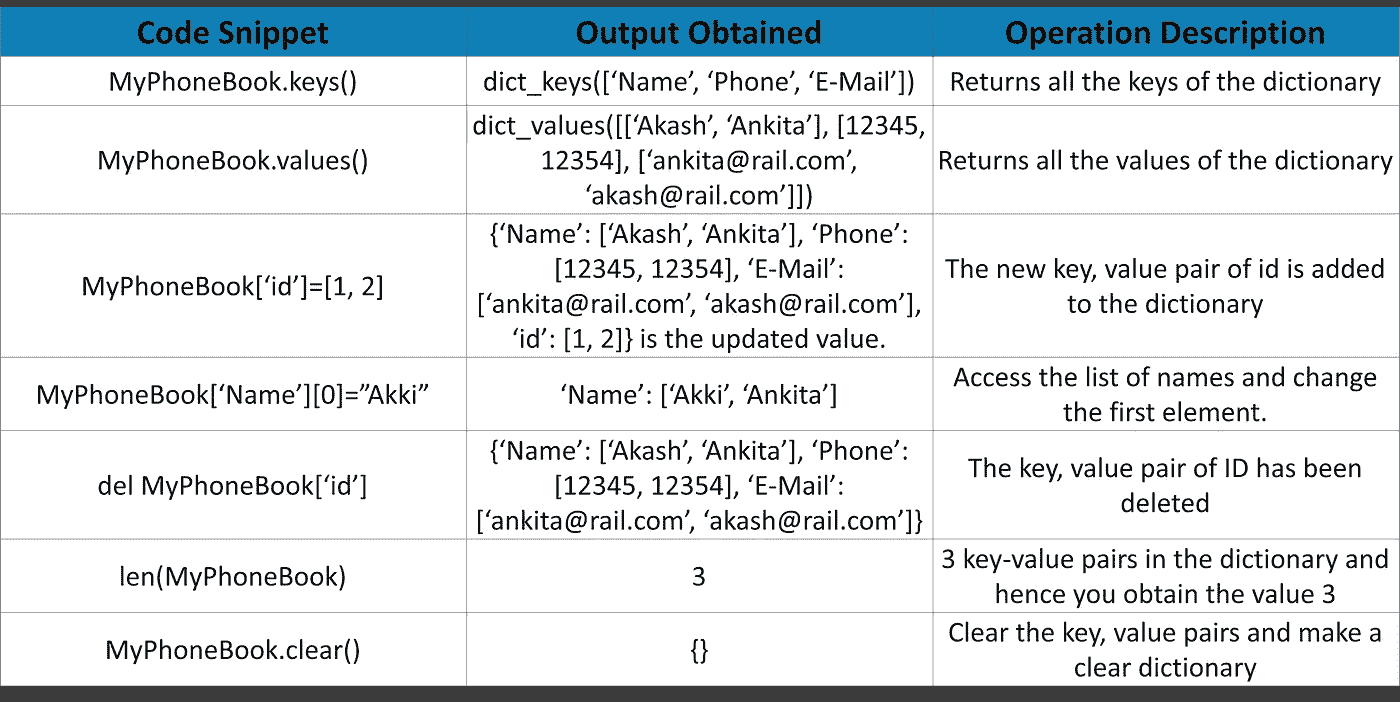 Code Snippet
Output Obtained
Operation Description
MyPhoneBook.keys()
dict_keys([‘Name’, ‘Phone’, ‘E-Mail’])
Returns all the keys of the dictionary
MyPhoneBook.values()
dict_values([[‘Akash’, ‘Ankita’], [12345,
12354], [‘ankita@rail.com’,
‘akash@rail.com’]])
Returns all the values of the dictionary
MyPhoneBook[‘id’]=[1, 2]
{‘Name’: [‘Akash’, ‘Ankita’], ‘Phone’:
[12345, 12354], ‘E-Mail’:
[‘ankita@rail.com’, ‘akash@rail.com’],
‘id’: [1, 2]} is the updated value.
The new key, value pair of id is added
to the dictionary
MyPhoneBook[‘Name’][0]=”Akki”
‘Name’: [‘Akki’, ‘Ankita’]
Access the list of names and change
the first element.
del MyPhoneBook[‘id’]
{‘Name’: [‘Akash’, ‘Ankita’], ‘Phone’:
[12345, 12354], ‘E-Mail’:
[‘ankita@rail.com’, ‘akash@rail.com’]}
The key, value pair of ID has been
deleted
len(MyPhoneBook)
3
3 key-value pairs in the dictionary and
hence you obtain the value 3
MyPhoneBook.clear()
{}
Clear the key, value pairs and make a
clear dictionary